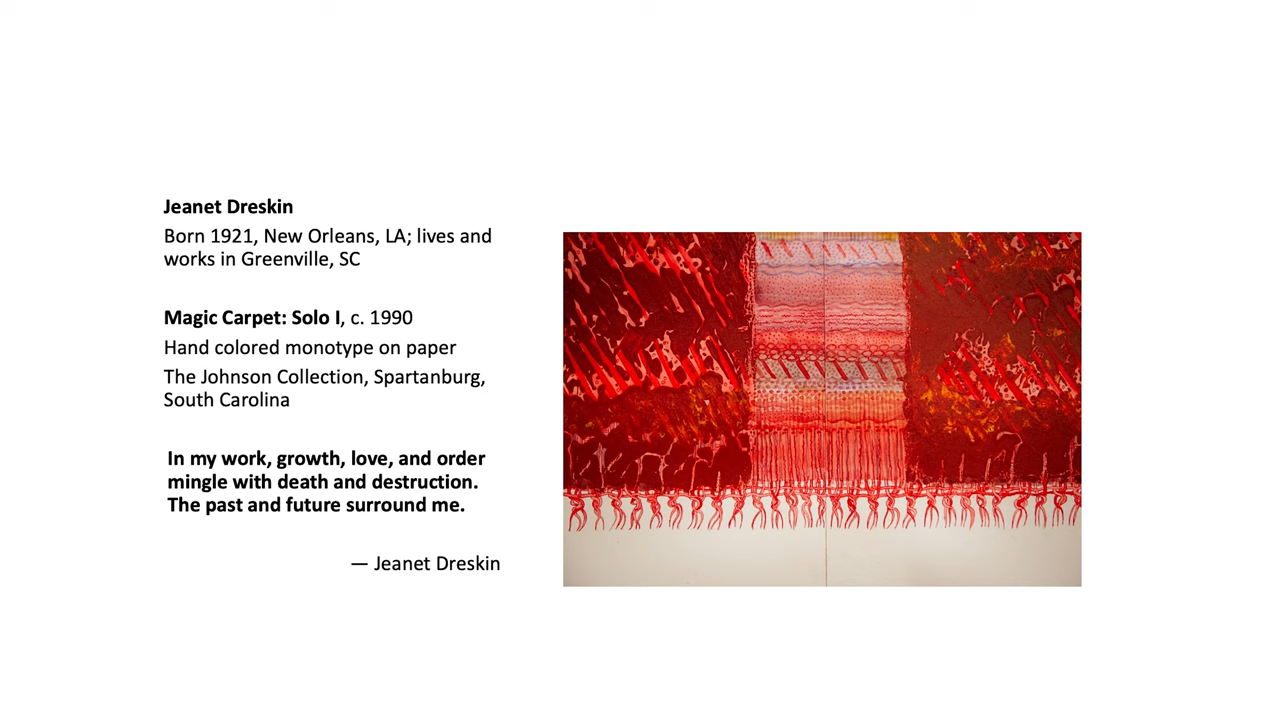 Jeanet Dreskin
Born 1921, New Orleans, LA; lives and
works in Greenville, SC
Magic Carpet: Solo I, c. 1990
Hand colored monotype on paper
The Johnson Collection, Spartanburg,
South Carolina
In my work, growth, love, and order
mingle with death and destruction.
The past and future surround me.
— Jeanet Dreskin